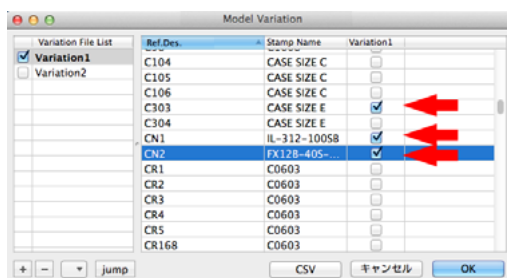 Model Variation
Variation File List
Variation1
Variation2
Ref.Des. Stamp Name Variation1
C104 CASE SIZE C
C105 CASE SIZE C
C106 CASE SIZE C
C303 CASE SIZE E
C304 CASE SIZE E
CN1 IL-312-100SB
CN2 FX12B-40S-...
CR1 C0603
CR2 C0603
CR3 C0603
CR4 C0603
CR5 C0603
CR168 C0603
+ - ▾ jump CSV キャンセル OK